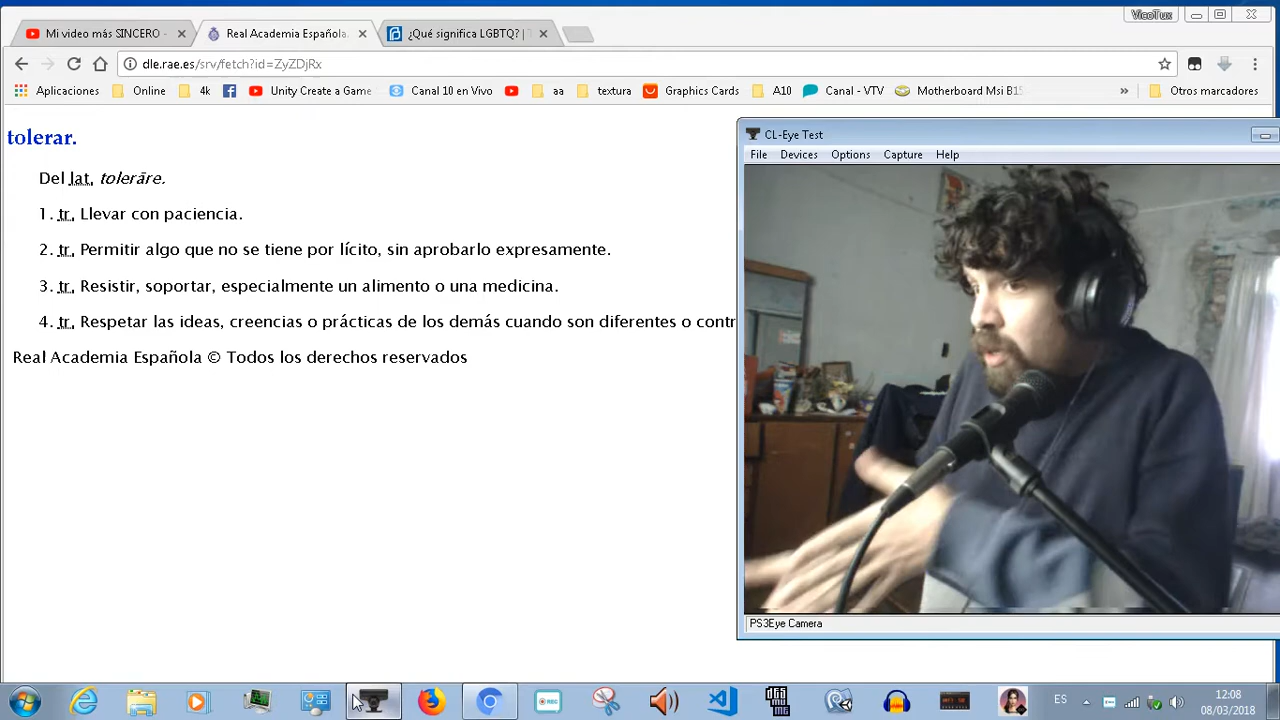 VicoTux
Mi video más SINCERO -
Real Academia Española.
¿Qué significa LGBTQ? |
dle.rae.es/srv/fetch?id=ZyZDjRx
Aplicaciones
Online
4k
Unity Create a Game
Canal 10 en Vivo
aa
textura
Graphics Cards
A10
Canal - VTV
Motherboard Msi B15
»
Otros marcadores
tolerar.
Del lat. tolerāre.
1. tr. Llevar con paciencia.
2. tr. Permitir algo que no se tiene por lícito, sin aprobarlo expresamente.
3. tr. Resistir, soportar, especialmente un alimento o una medicina.
4. tr. Respetar las ideas, creencias o prácticas de los demás cuando son diferentes o contr
Real Academia Española © Todos los derechos reservados
CL-Eye Test
File Devices Options Capture Help
PS3Eye Camera
REC
ES
12:08
08/03/2018